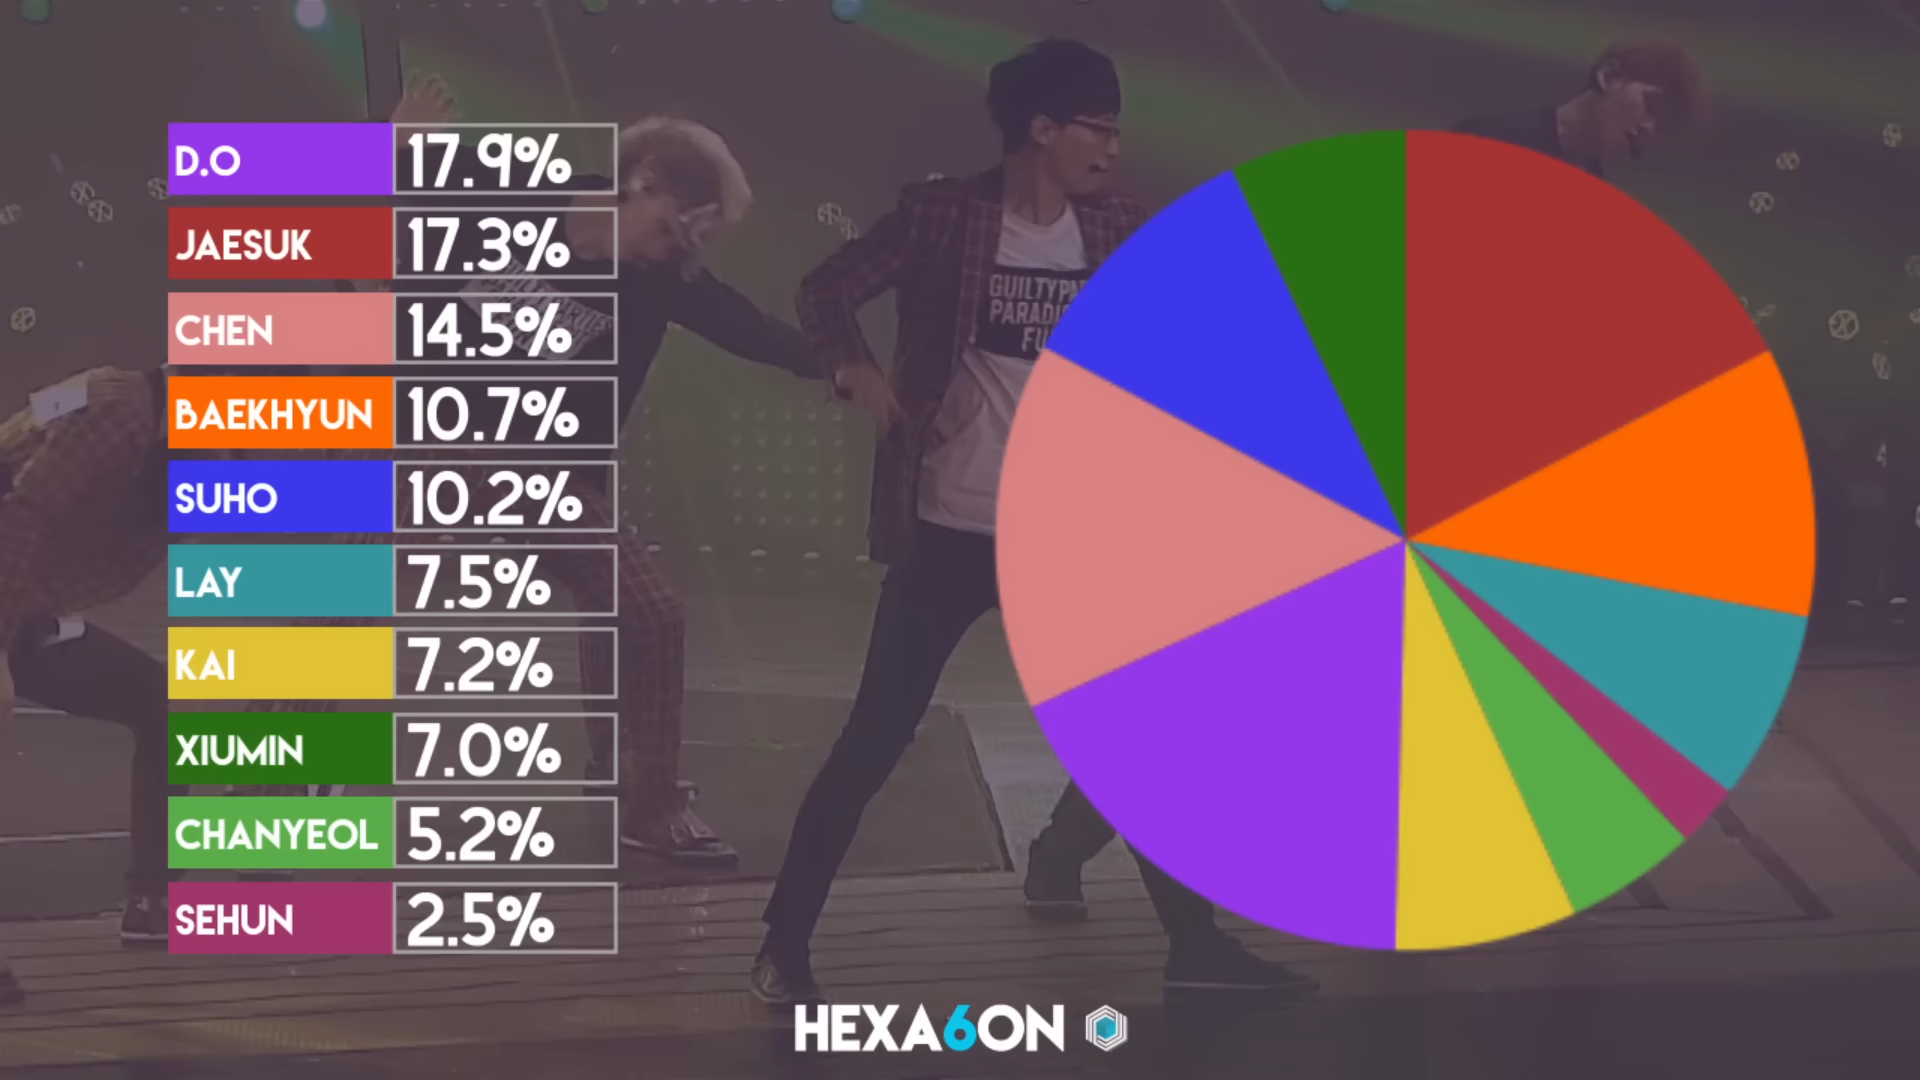 D.O 17.9%
JAESUK 17.3%
CHEN 14.5%
BAEKHYUN 10.7%
SUHO 10.2%
LAY 7.5%
KAI 7.2%
XIUMIN 7.0%
CHANYEOL 5.2%
SEHUN 2.5%
GUILTY
HEXA6ON